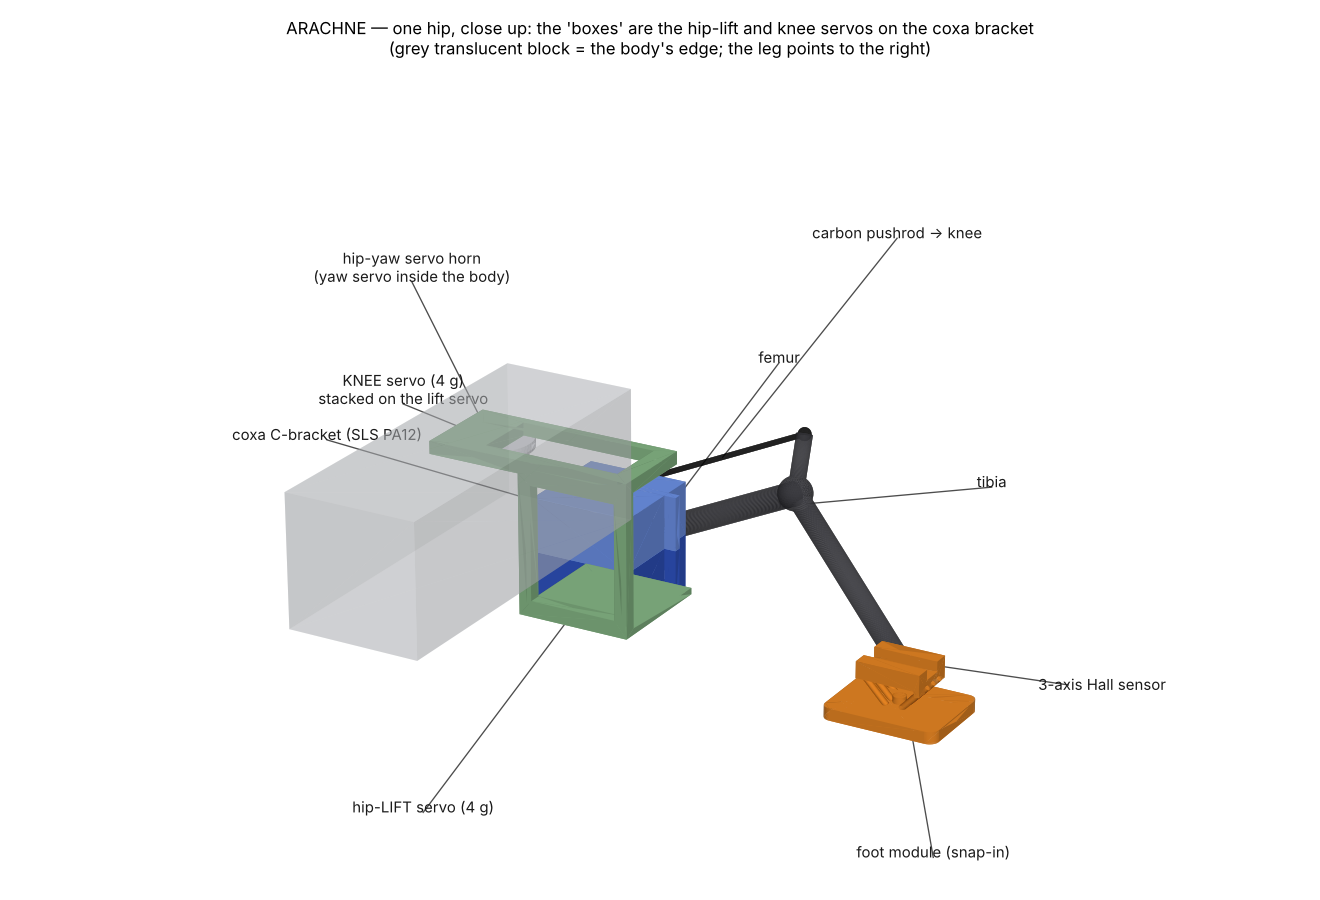 ARACHNE — one hip, close up: the 'boxes' are the hip-lift and knee servos on the coxa bracket
(grey translucent block = the body's edge; the leg points to the right)
carbon pushrod → knee
hip-yaw servo horn
(yaw servo inside the body)
femur
KNEE servo (4 g)
stacked on the lift servo
coxa C-bracket (SLS PA12)
tibia
3-axis Hall sensor
hip-LIFT servo (4 g)
foot module (snap-in)